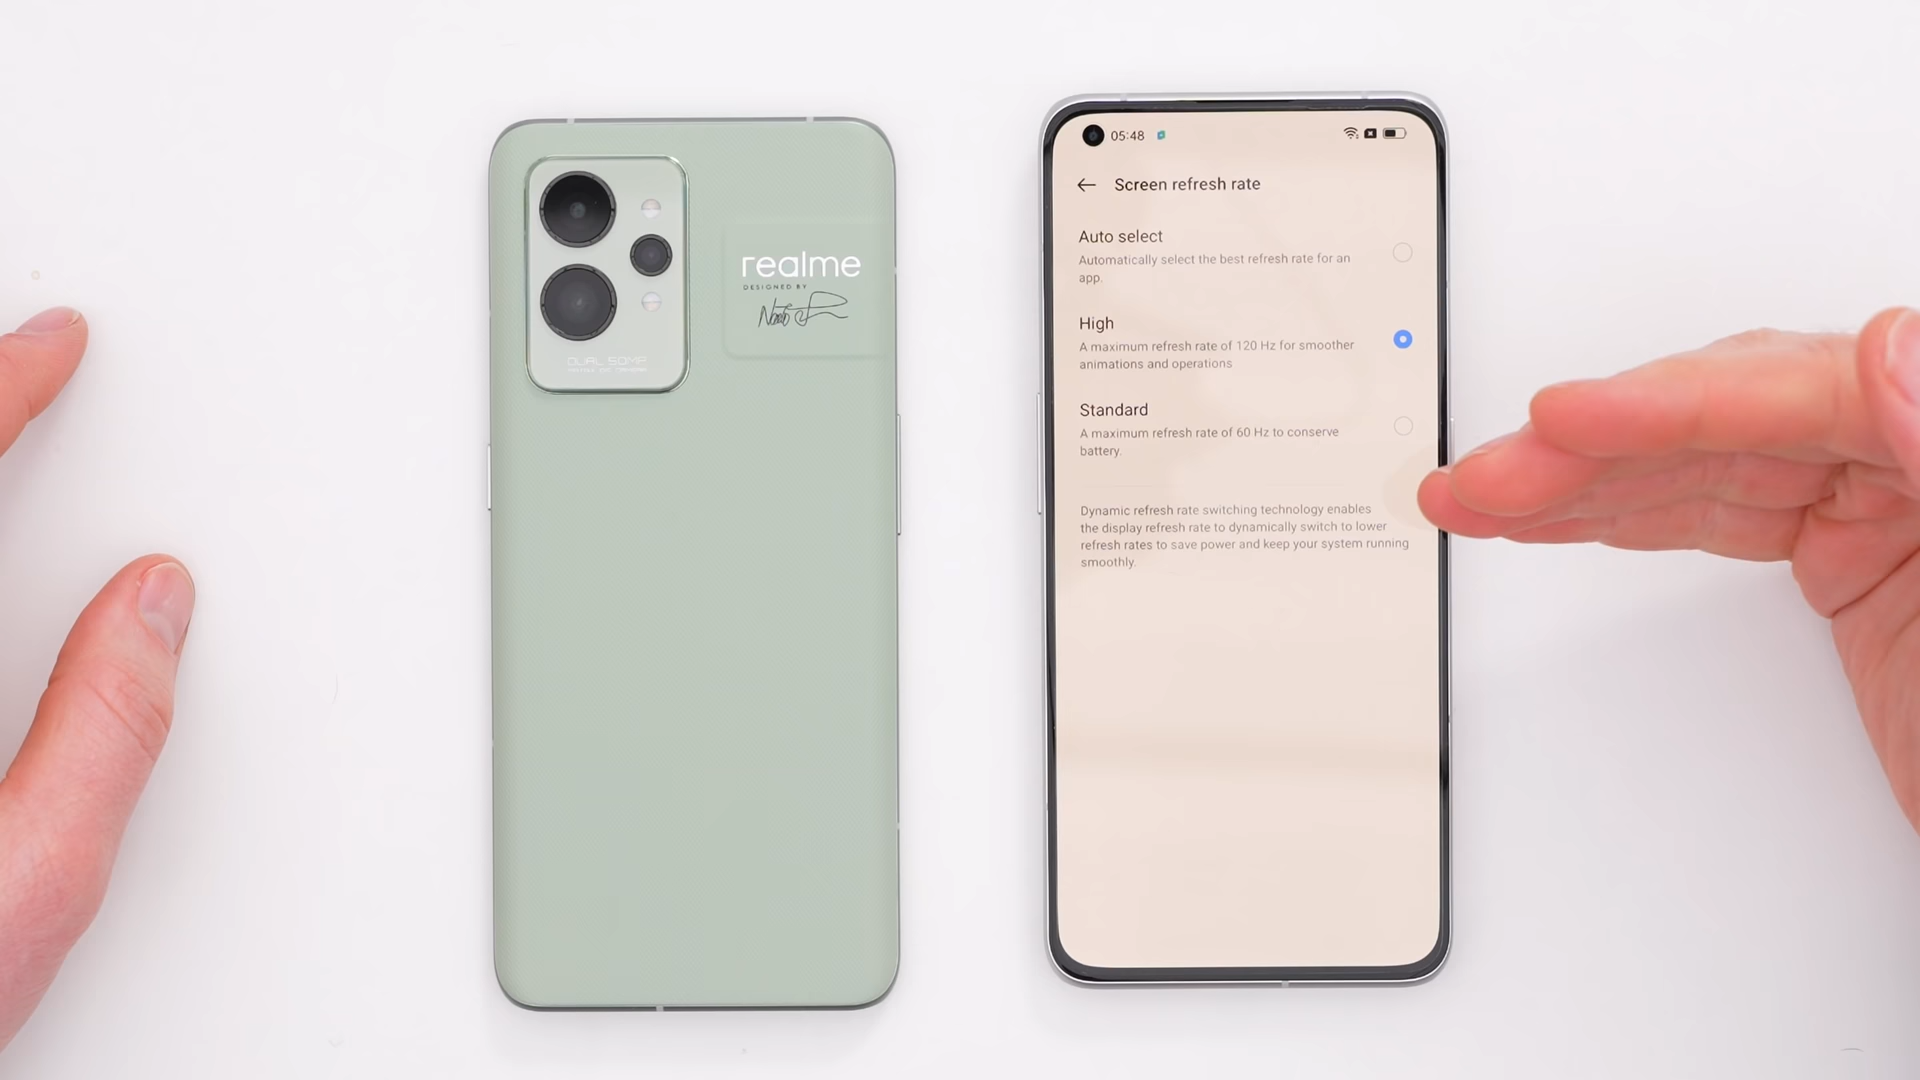 realme
DESIGNED BY
DUAL 50MP
05:48
Screen refresh rate
Auto select
Automatically select the best refresh rate for an
app.
High
A maximum refresh rate of 120 Hz for smoother
animations and operations
Standard
A maximum refresh rate of 60 Hz to conserve
battery.
Dynamic refresh rate switching technology enables
the display refresh rate to dynamically switch to lower
refresh rates to save power and keep your system running
smoothly.